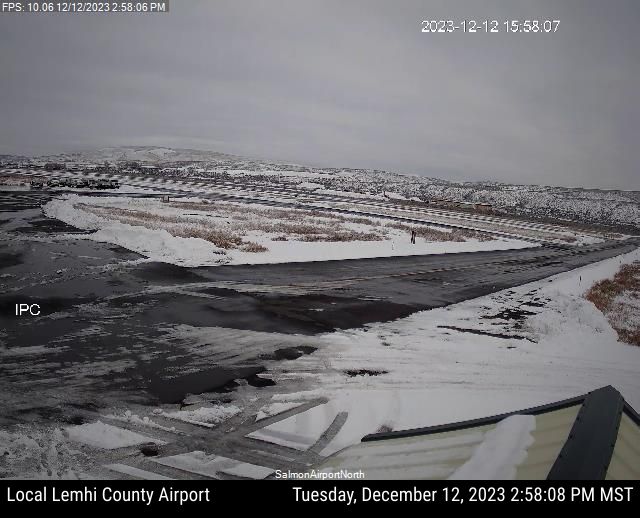 FPS: 10.06 12/12/2023 2:58:06 PM
2023-12-12 15:58:07
IPC
SalmonAirportNorth
Local Lemhi County Airport
Tuesday, December 12, 2023 2:58:08 PM MST